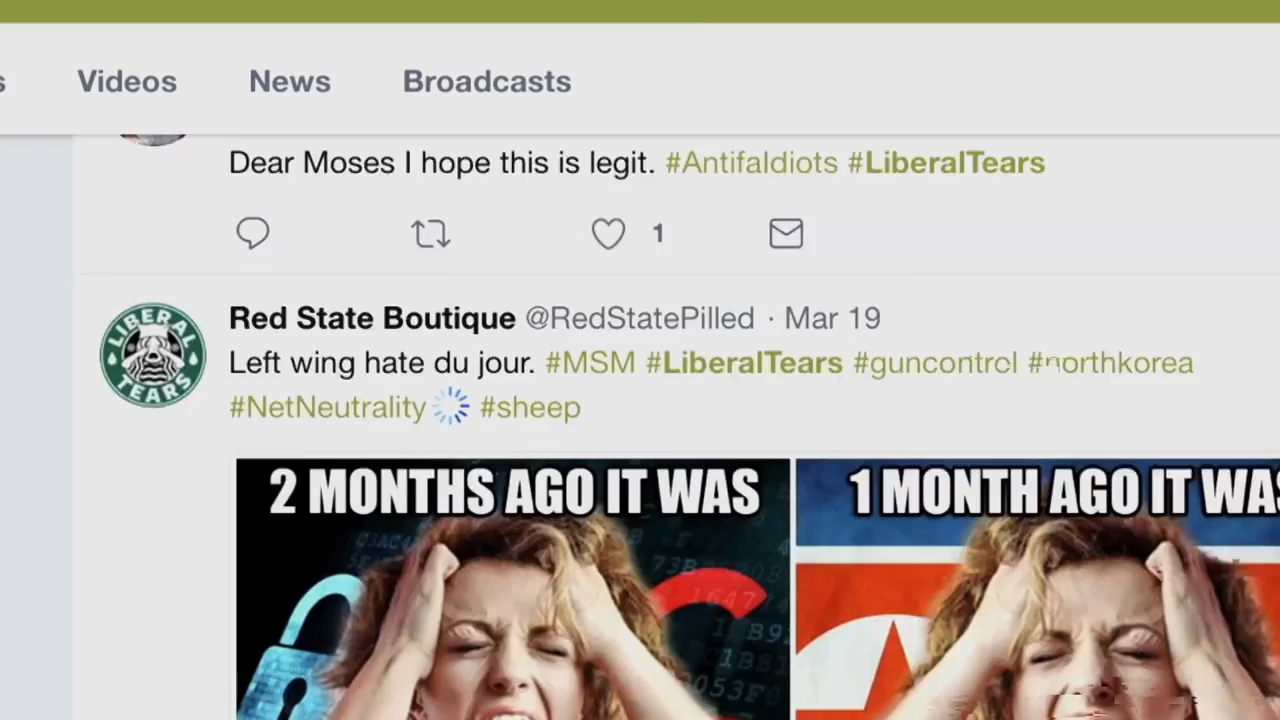 Videos News Broadcasts
Dear Moses I hope this is legit. #AntifaIdiots #LiberalTears
1
Red State Boutique @RedStatePilled · Mar 19
LIBERAL TEARS
Left wing hate du jour. #MSM #LiberalTears #guncontrol #northkorea
#NetNeutrality #sheep
2 MONTHS AGO IT WAS
1 MONTH AGO IT WAS